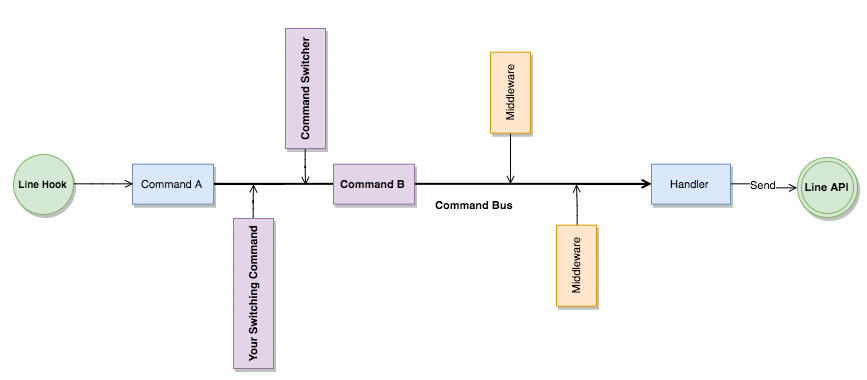 Command Switcher
Middleware
Line Hook
Command A
Command B
Handler
Send
Line API
Command Bus
Your Switching Command
Middleware